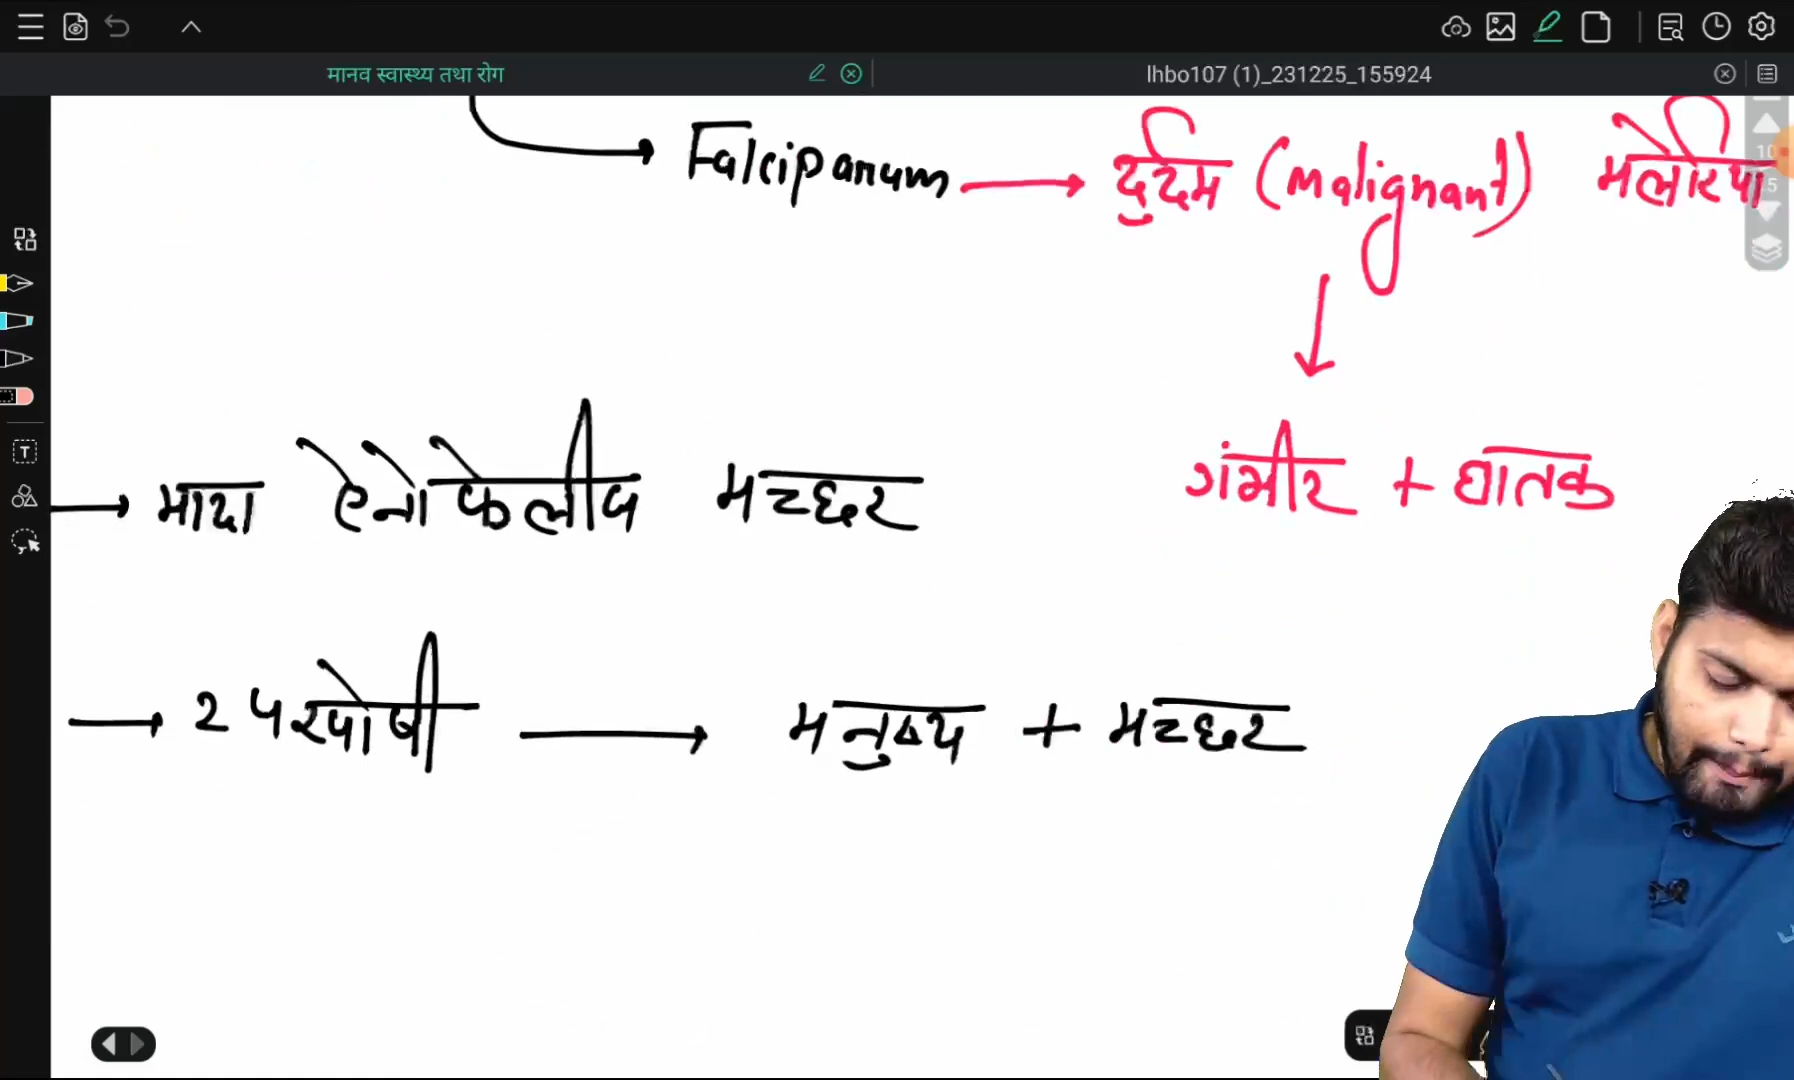 मानव स्वास्थ्य तथा रोग
lhbo107 (1)_231225_155924
Falciparum → दुर्दम (malignant) मलेरिया
गंभीर + घातक
→ मादा ऐनोफेलीज मच्छर
→ 2 परपोषी → मनुष्य + मच्छर